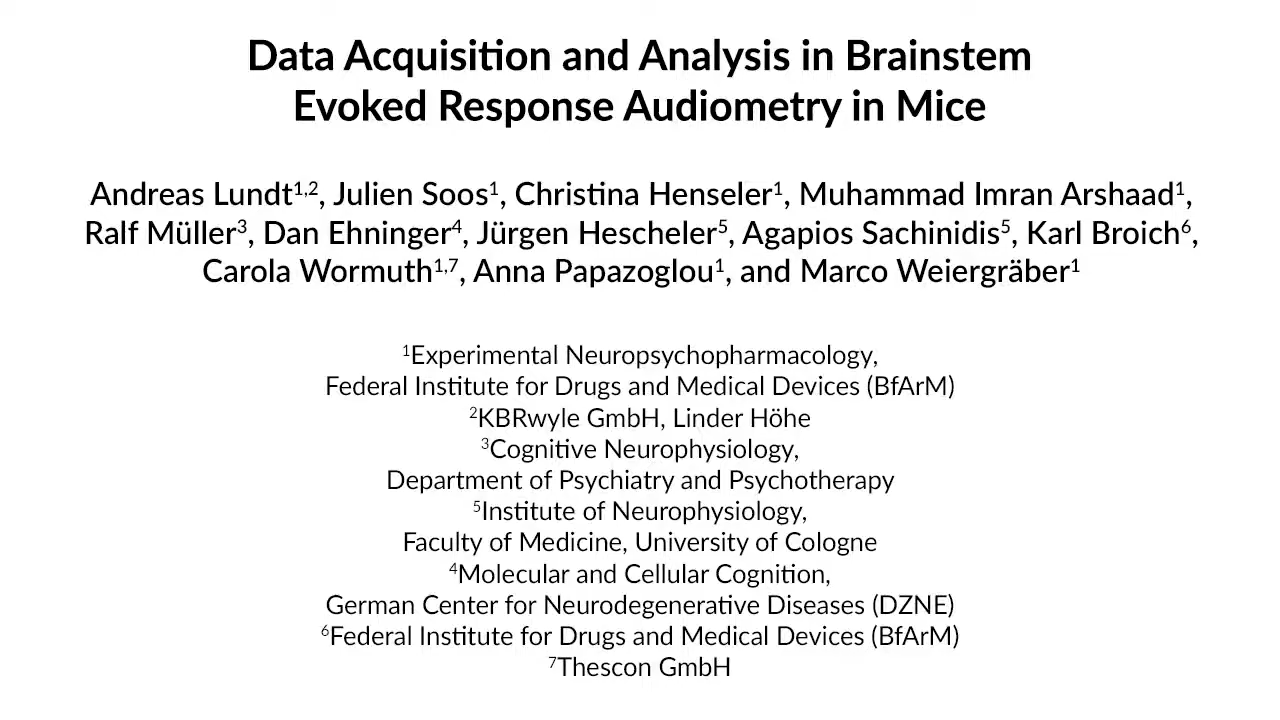 Data Acquisition and Analysis in Brainstem
Evoked Response Audiometry in Mice
Andreas Lundt1,2, Julien Soos1, Christina Henseler1, Muhammad Imran Arshaad1,
Ralf Müller3, Dan Ehninger4, Jürgen Hescheler5, Agapios Sachinidis5, Karl Broich6,
Carola Wormuth1,7, Anna Papazoglou1, and Marco Weiergräber1
1Experimental Neuropsychopharmacology,
Federal Institute for Drugs and Medical Devices (BfArM)
2KBRwyle GmbH, Linder Höhe
3Cognitive Neurophysiology,
Department of Psychiatry and Psychotherapy
5Institute of Neurophysiology,
Faculty of Medicine, University of Cologne
4Molecular and Cellular Cognition,
German Center for Neurodegenerative Diseases (DZNE)
6Federal Institute for Drugs and Medical Devices (BfArM)
7Thescon GmbH